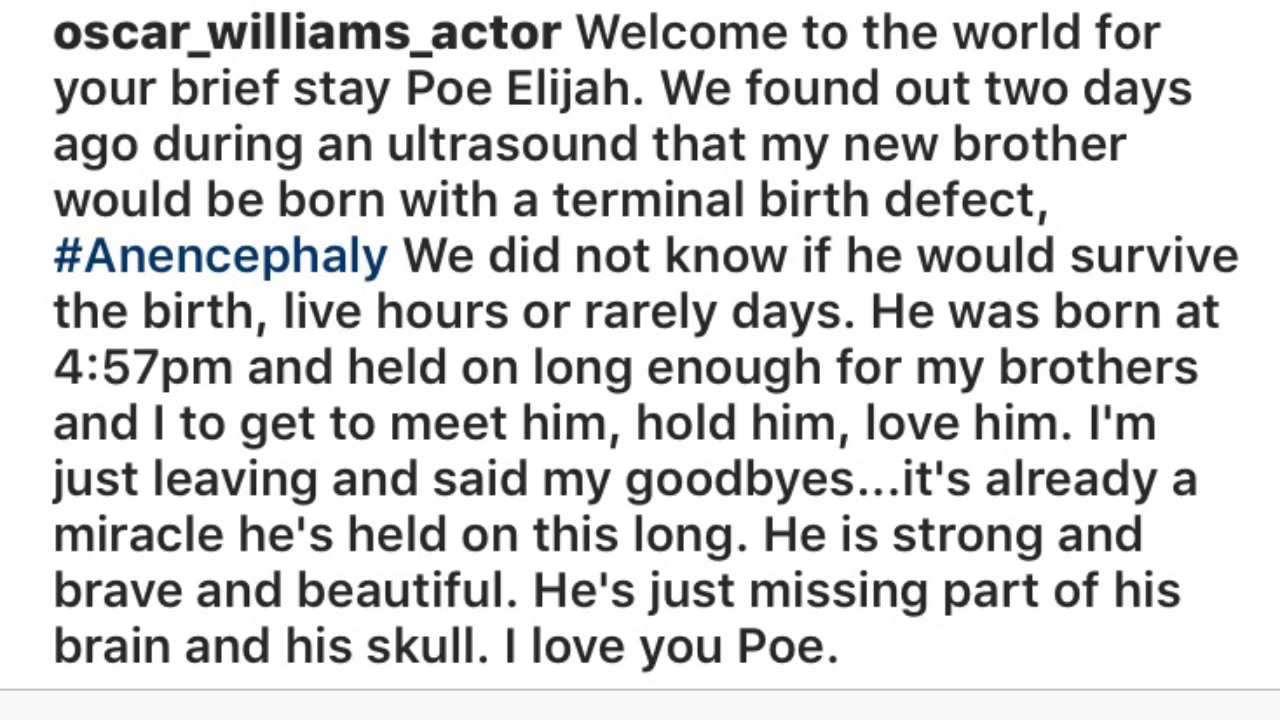 oscar_williams_actor Welcome to the world for
your brief stay Poe Elijah. We found out two days
ago during an ultrasound that my new brother
would be born with a terminal birth defect,
#Anencephaly We did not know if he would survive
the birth, live hours or rarely days. He was born at
4:57pm and held on long enough for my brothers
and I to get to meet him, hold him, love him. I'm
just leaving and said my goodbyes...it's already a
miracle he's held on this long. He is strong and
brave and beautiful. He's just missing part of his
brain and his skull. I love you Poe.